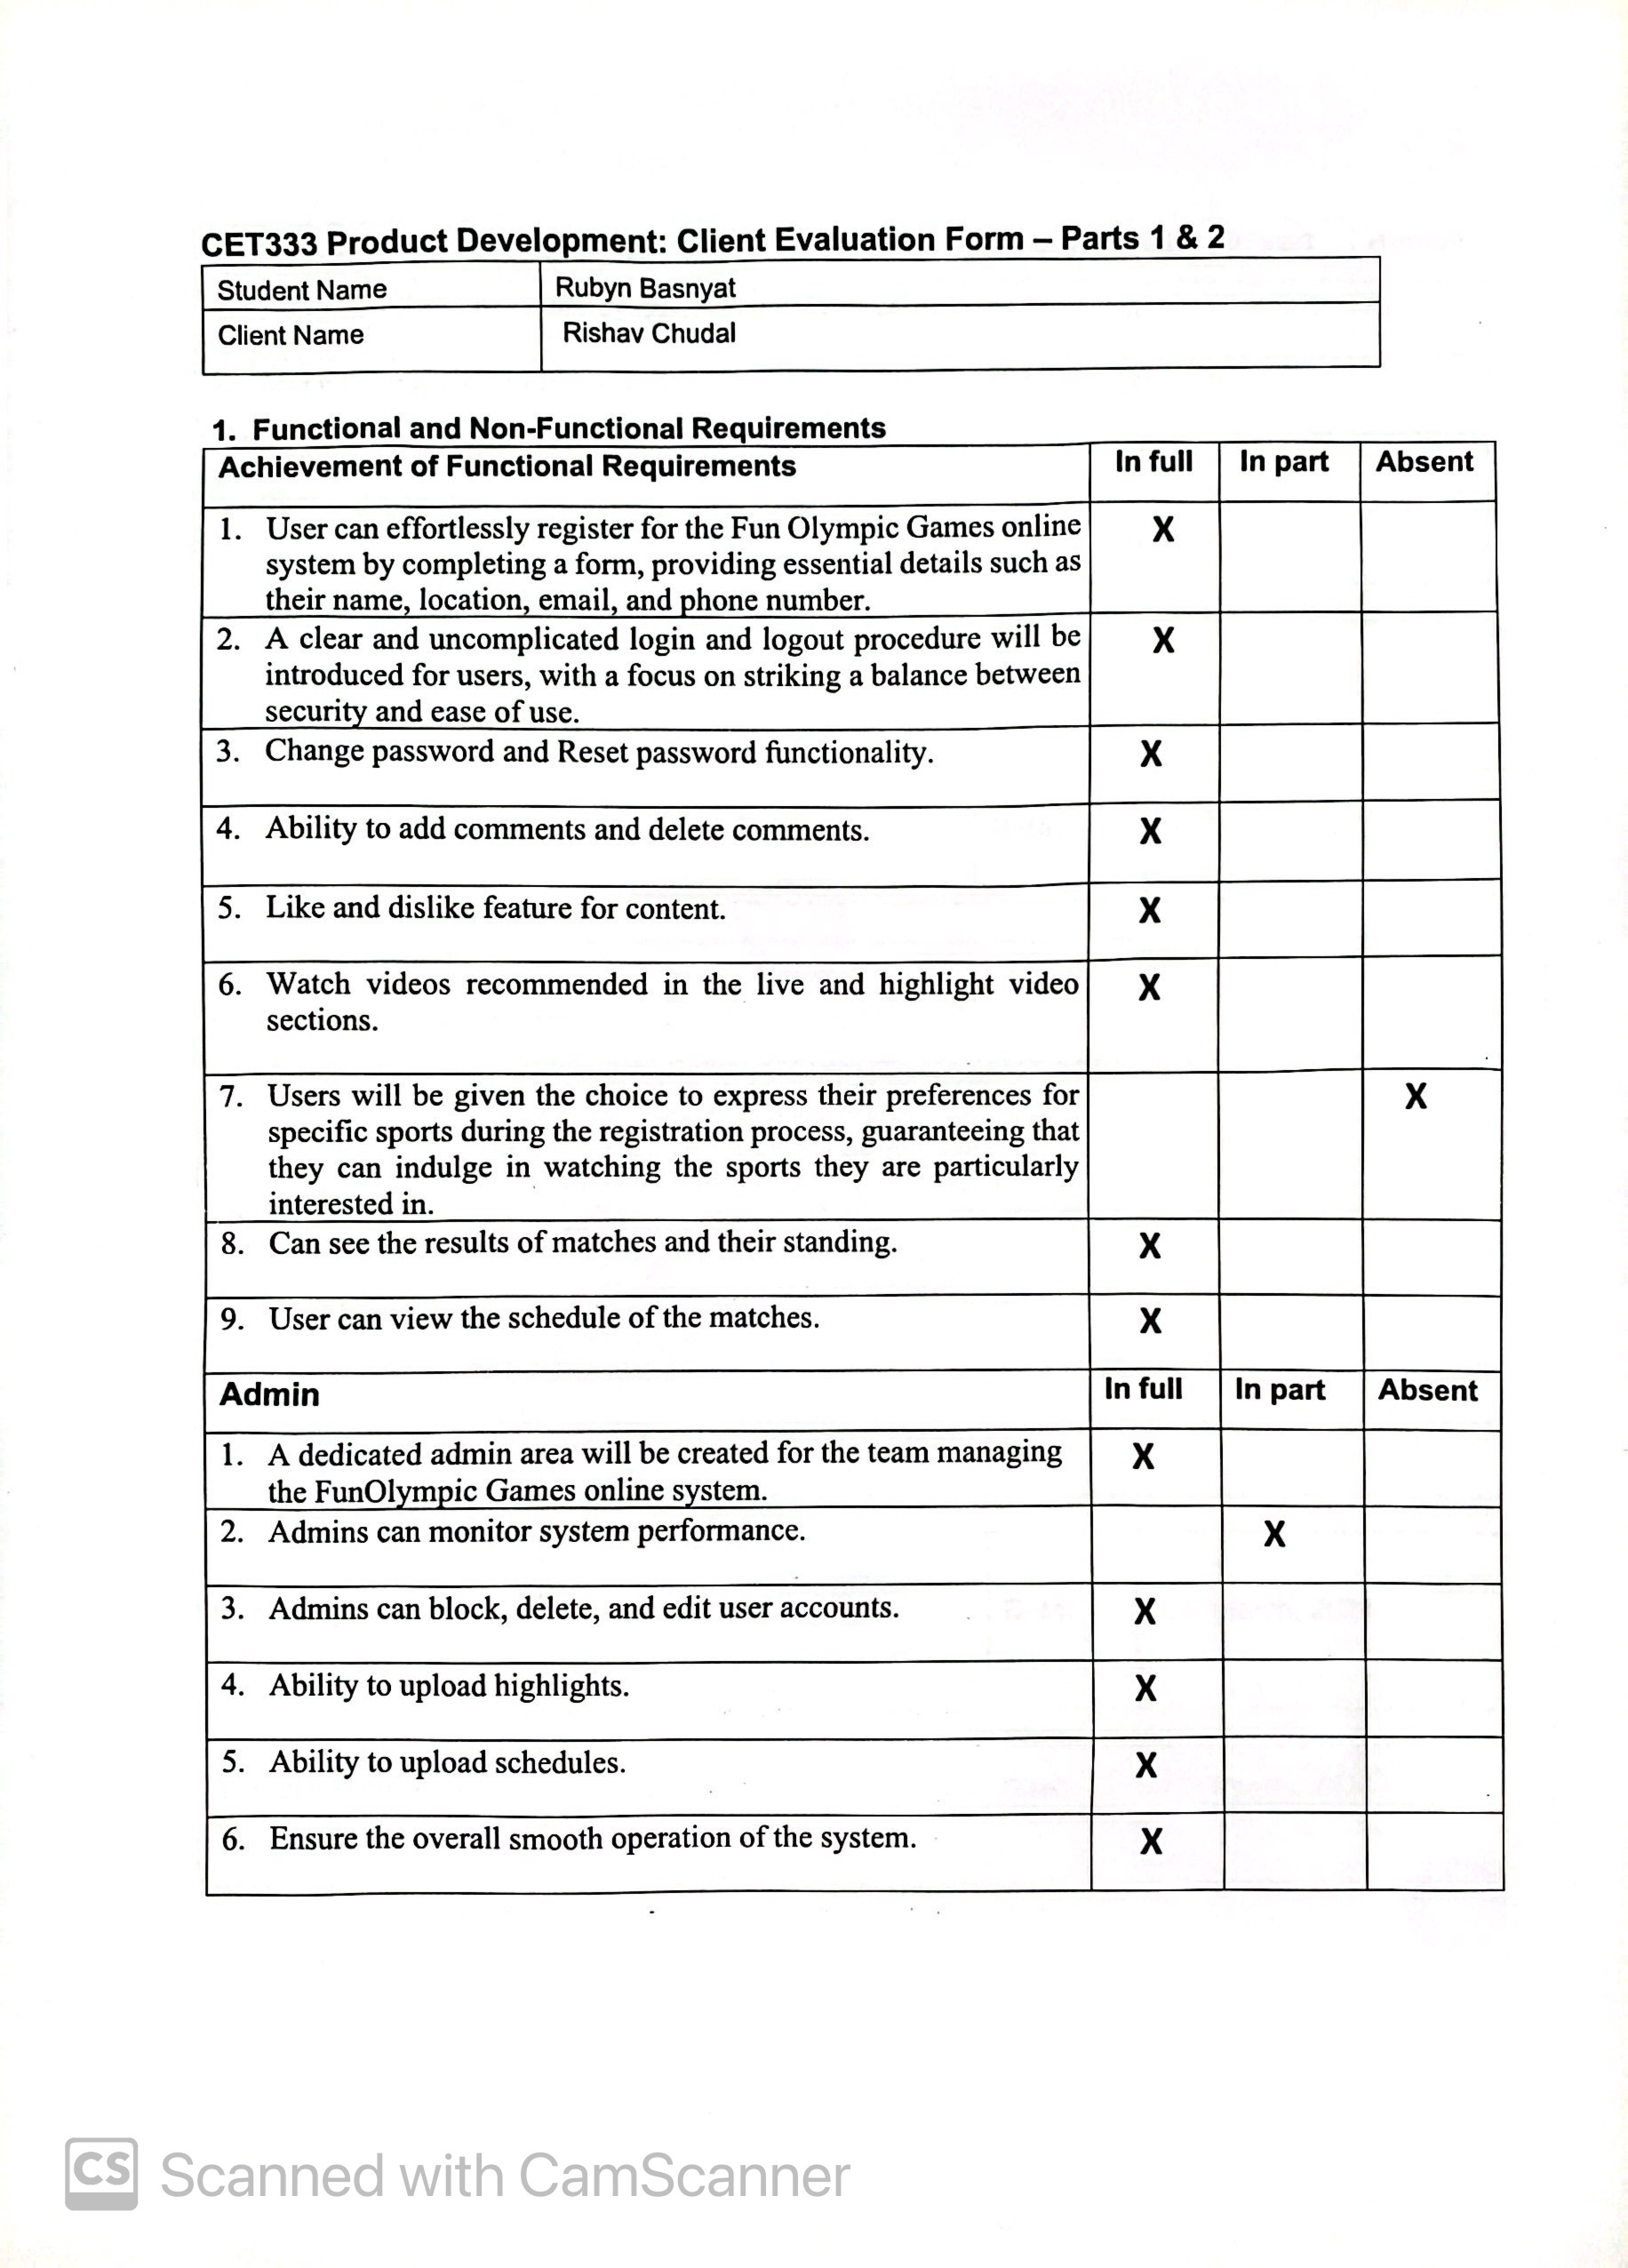 CET333 Product Development: Client Evaluation Form – Parts 1 & 2
Student Name Rubyn Basnyat
Client Name Rishav Chudal
1. Functional and Non-Functional Requirements
Achievement of Functional Requirements In full In part Absent
1. User can effortlessly register for the Fun Olympic Games online X
system by completing a form, providing essential details such as
their name, location, email, and phone number.
2. A clear and uncomplicated login and logout procedure will be X
introduced for users, with a focus on striking a balance between
security and ease of use.
3. Change password and Reset password functionality. X
4. Ability to add comments and delete comments. X
5. Like and dislike feature for content. X
6. Watch videos recommended in the live and highlight video X
sections.
7. Users will be given the choice to express their preferences for X
specific sports during the registration process, guaranteeing that
they can indulge in watching the sports they are particularly
interested in.
8. Can see the results of matches and their standing. X
9. User can view the schedule of the matches. X
Admin In full In part Absent
1. A dedicated admin area will be created for the team managing X
the FunOlympic Games online system.
2. Admins can monitor system performance. X
3. Admins can block, delete, and edit user accounts. X
4. Ability to upload highlights. X
5. Ability to upload schedules. X
6. Ensure the overall smooth operation of the system. X
CS Scanned with CamScanner